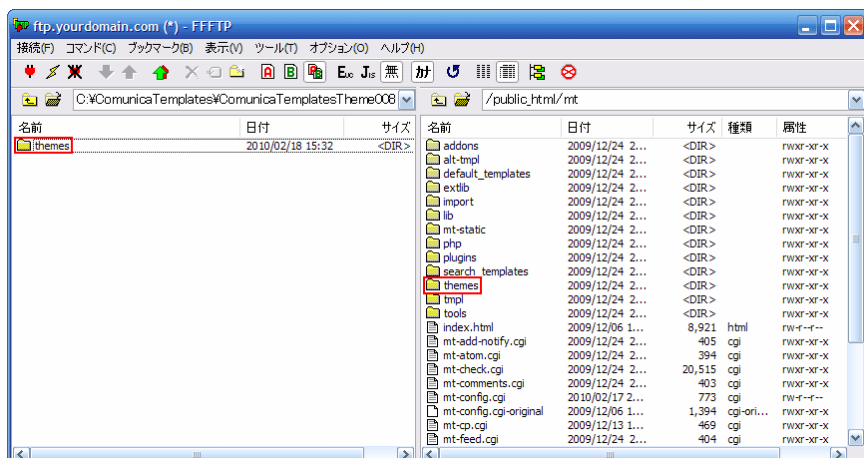 ftp.yourdomain.com (*) - FFFTP
接続(F) コマンド(C) ブックマーク(B) 表示(V) ツール(T) オプション(O) ヘルプ(H)
A B Euc Jis 無 カナ
C:¥ComunicaTemplates¥ComunicaTemplatesTheme008 /public_html/mt
名前 日付 サイズ 名前 日付 サイズ 種類 属性
themes 2010/02/18 15:32 <DIR> addons 2009/12/24 2... <DIR> rwxr-xr-x
alt-tmpl 2009/12/24 2... <DIR> rwxr-xr-x
default_templates 2009/12/24 2... <DIR> rwxr-xr-x
extlib 2009/12/24 2... <DIR> rwxr-xr-x
import 2009/12/24 2... <DIR> rwxr-xr-x
lib 2009/12/24 2... <DIR> rwxr-xr-x
mt-static 2009/12/24 2... <DIR> rwxr-xr-x
php 2009/12/24 2... <DIR> rwxr-xr-x
plugins 2009/12/24 2... <DIR> rwxr-xr-x
search_templates 2009/12/24 2... <DIR> rwxr-xr-x
themes 2009/12/24 2... <DIR> rwxr-xr-x
tmpl 2009/12/24 2... <DIR> rwxr-xr-x
tools 2009/12/24 2... <DIR> rwxr-xr-x
index.html 2009/12/06 1... 8,921 html rw-r--r--
mt-add-notify.cgi 2009/12/24 2... 405 cgi rwxr-xr-x
mt-atom.cgi 2009/12/24 2... 394 cgi rwxr-xr-x
mt-check.cgi 2009/12/24 2... 20,515 cgi rwxr-xr-x
mt-comments.cgi 2009/12/24 2... 403 cgi rwxr-xr-x
mt-config.cgi 2010/02/17 2... 773 cgi rw-r--r--
mt-config.cgi-original 2009/12/06 1... 1,394 cgi-ori... rwxr-xr-x
mt-cp.cgi 2009/12/13 1... 469 cgi rwxr-xr-x
mt-feed.cgi 2009/12/24 2... 404 cgi rwxr-xr-x